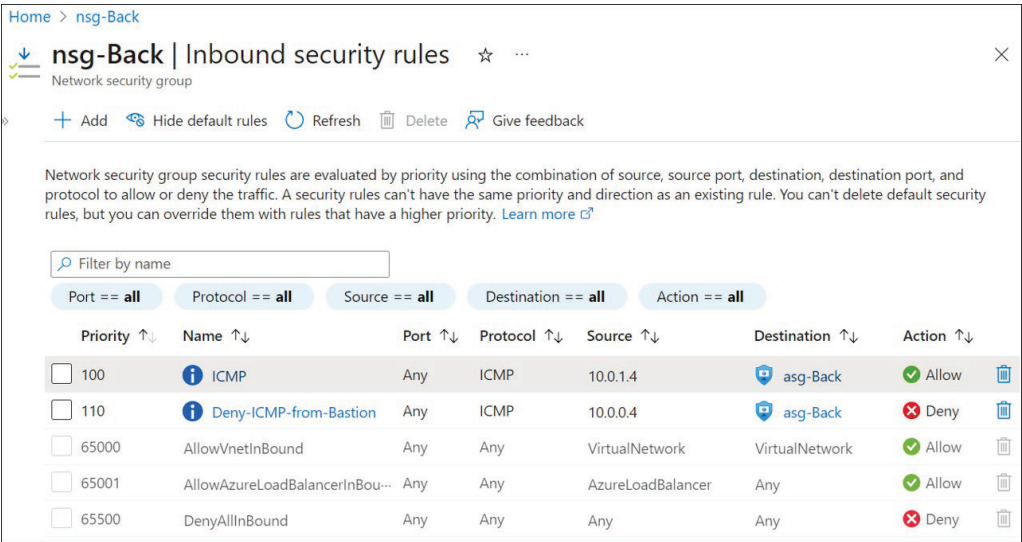 Home > nsg-Back
nsg-Back | Inbound security rules
Network security group
Add Hide default rules Refresh Delete Give feedback
Network security group security rules are evaluated by priority using the combination of source, source port, destination, destination port, and
protocol to allow or deny the traffic. A security rules can't have the same priority and direction as an existing rule. You can't delete default security
rules, but you can override them with rules that have a higher priority. Learn more
Filter by name
Port == all Protocol == all Source == all Destination == all Action == all
Priority Name Port Protocol Source Destination Action
100 ICMP Any ICMP 10.0.1.4 asg-Back Allow
110 Deny-ICMP-from-Bastion Any ICMP 10.0.0.4 asg-Back Deny
65000 AllowVnetInBound Any Any VirtualNetwork VirtualNetwork Allow
65001 AllowAzureLoadBalancerInBou··· Any Any AzureLoadBalancer Any Allow
65500 DenyAllInBound Any Any Any Any Deny